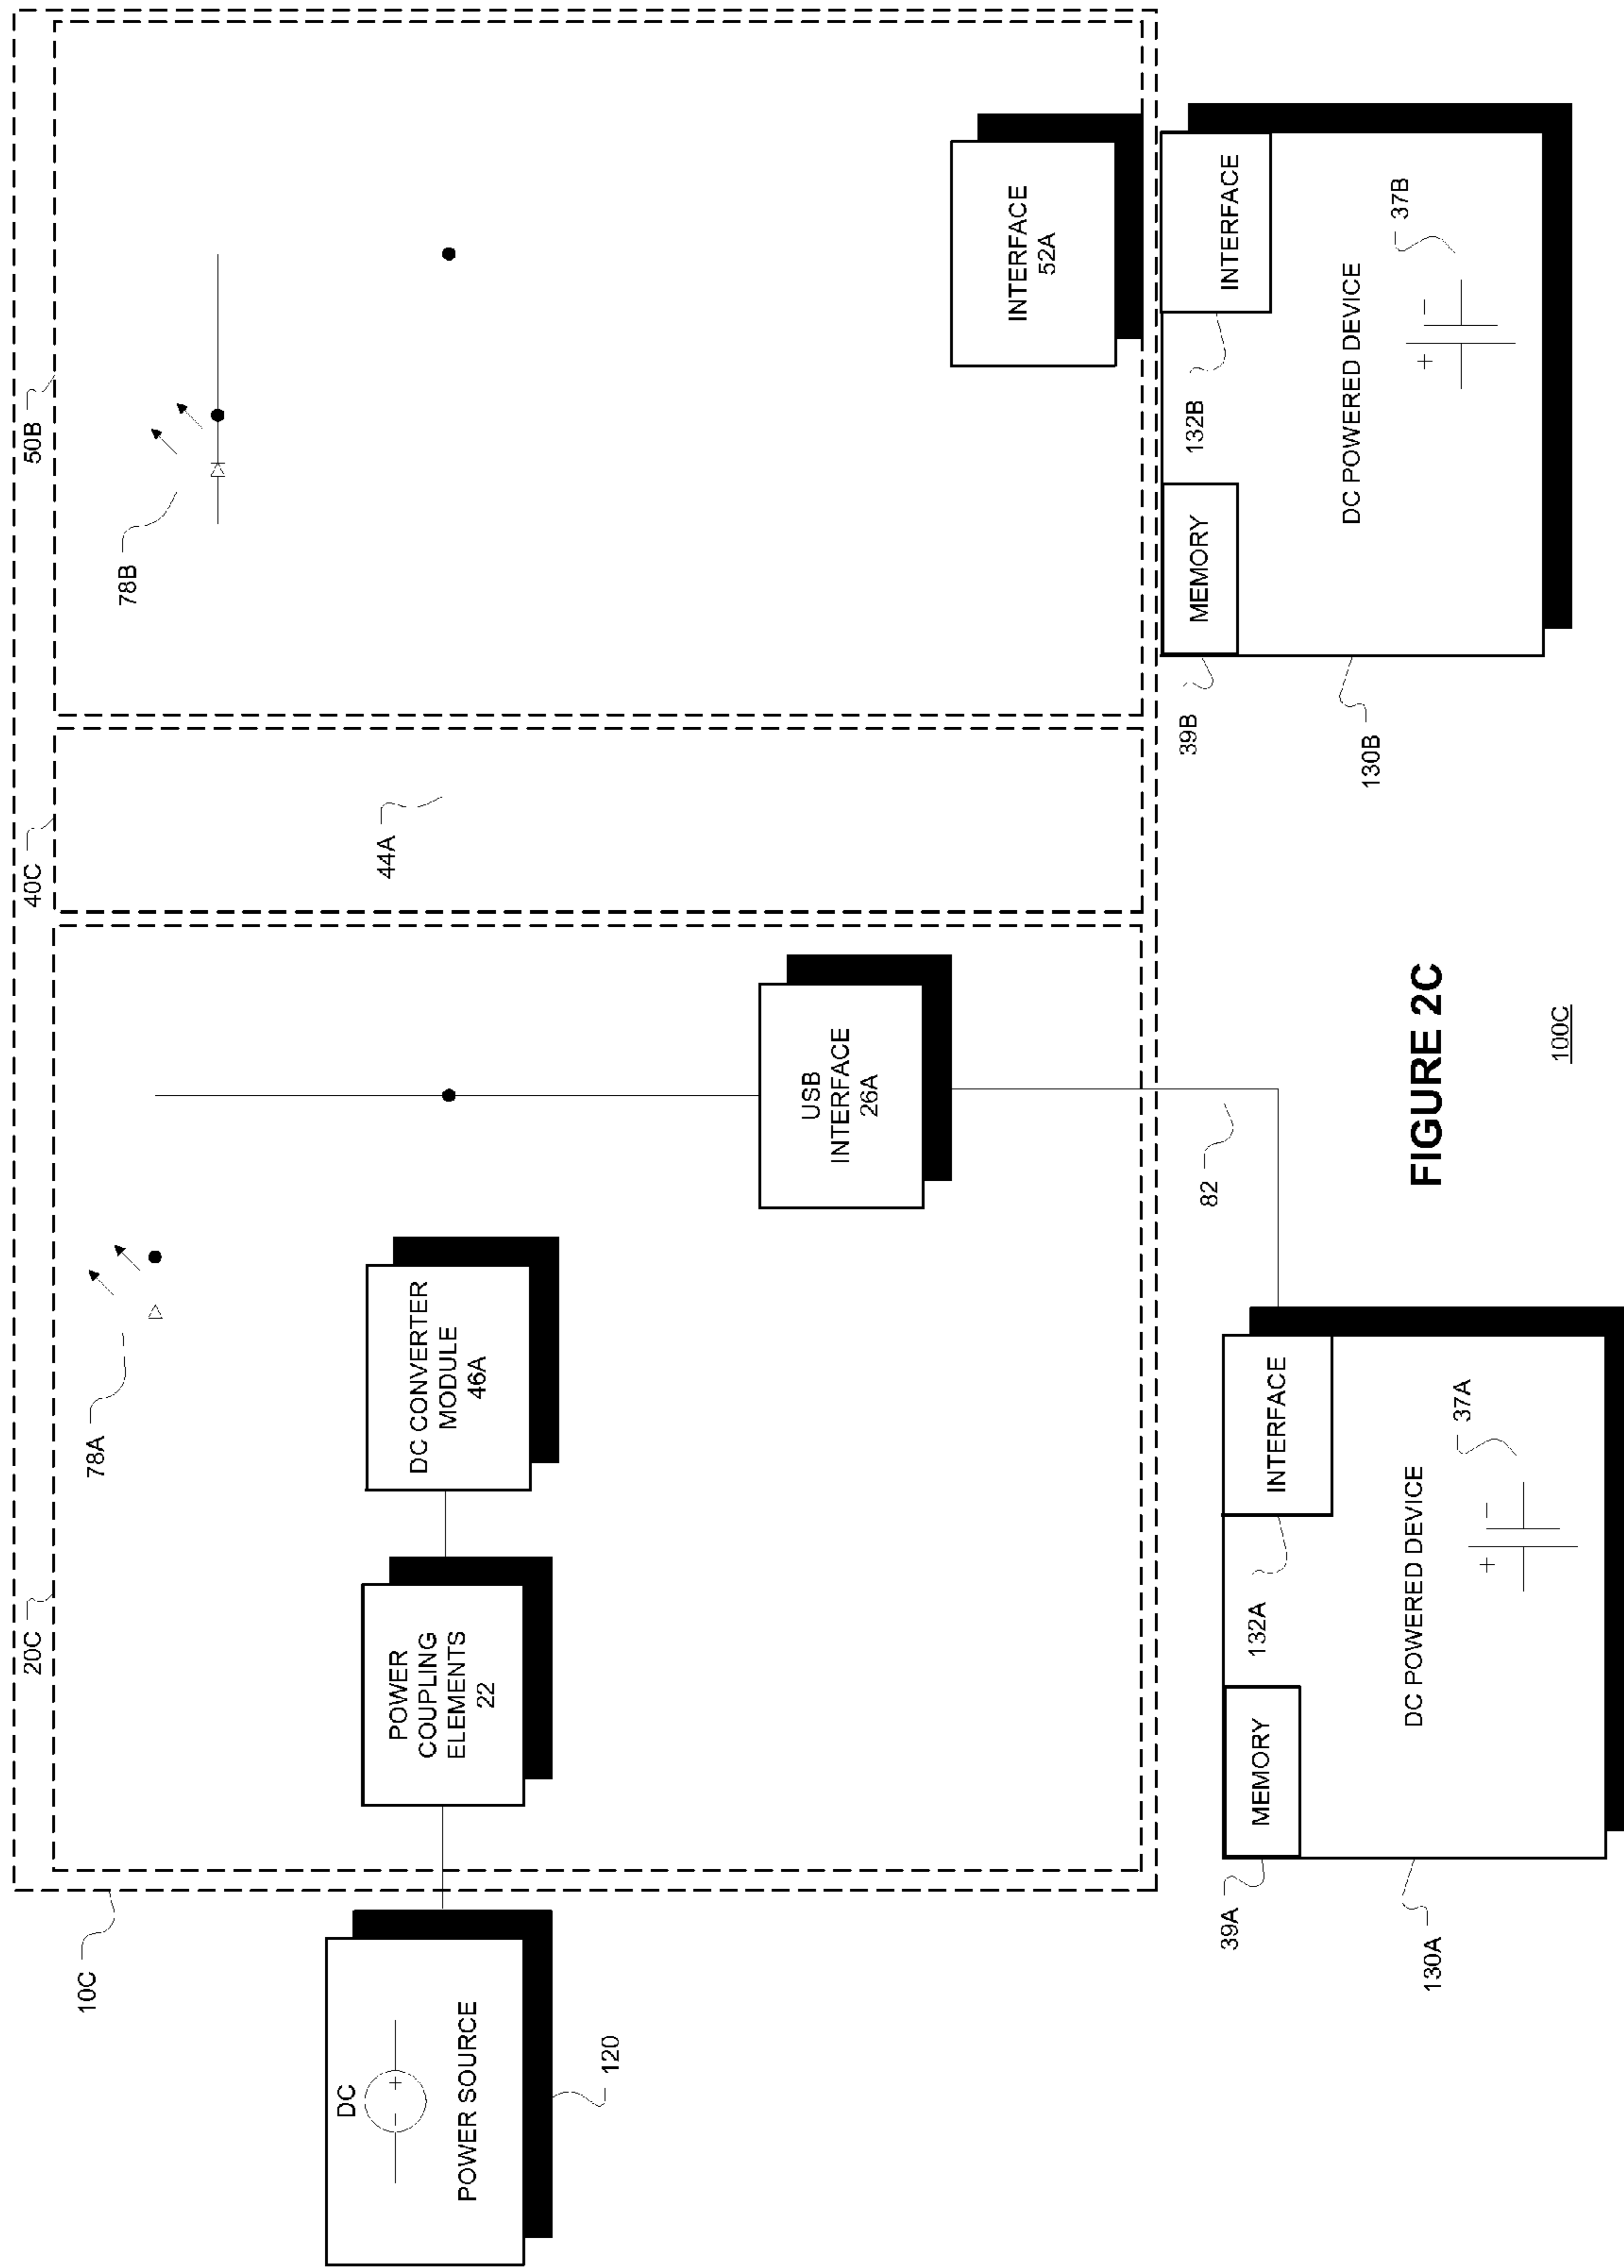 10C
20C
40C
50B
78A
78B
44A
DC
POWER SOURCE
120
POWER
COUPLING
ELEMENTS
22
DC CONVERTER
MODULE
46A
USB
INTERFACE
26A
INTERFACE
52A
82
39A
MEMORY
132A
INTERFACE
DC POWERED DEVICE
+ -
37A
130A
39B
MEMORY
132B
INTERFACE
DC POWERED DEVICE
+ -
37B
130B
FIGURE 2C
100C